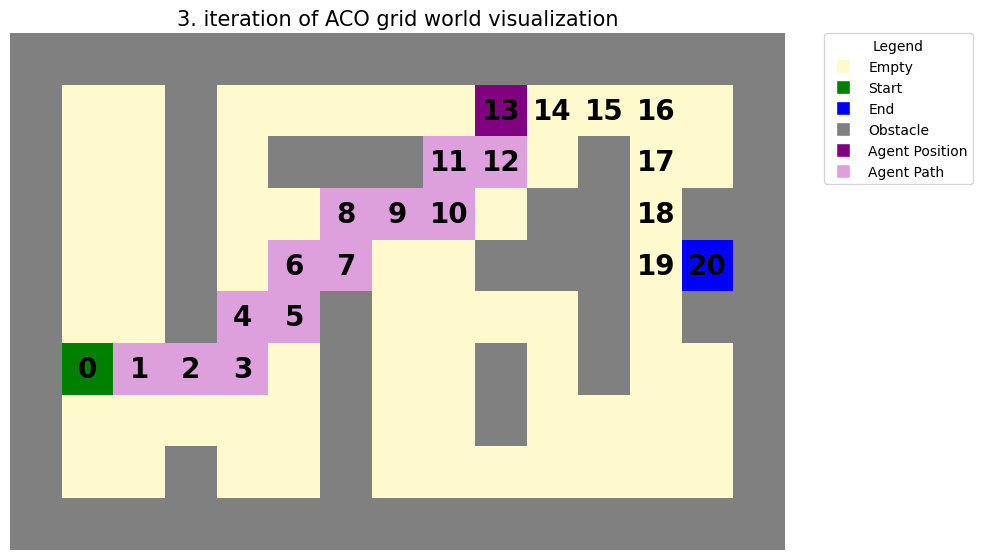 3. iteration of ACO grid world visualization
13 14 15 16
11 12 17
8 9 10 18
6 7 19 20
4 5
0 1 2 3
Legend
Empty
Start
End
Obstacle
Agent Position
Agent Path